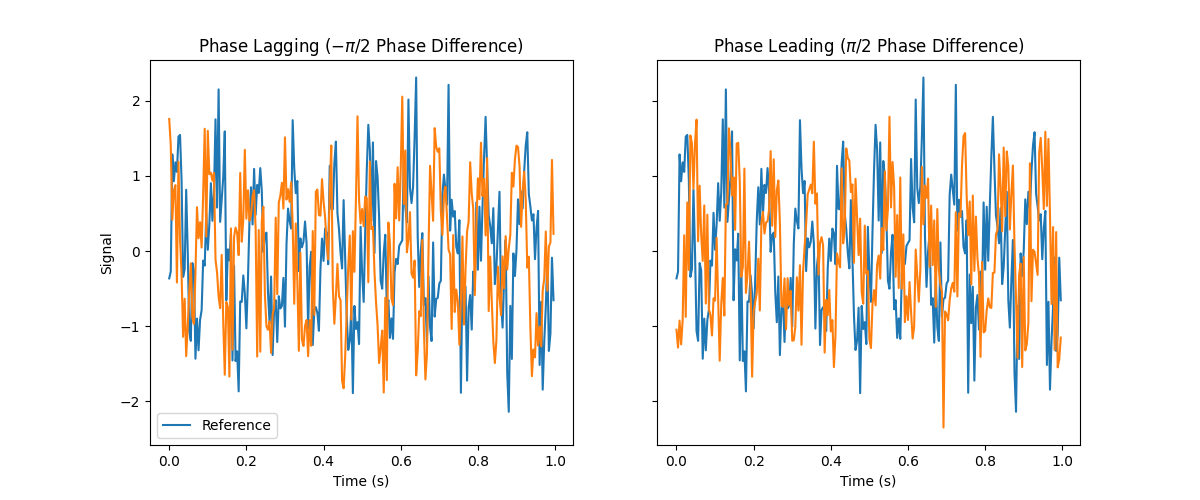 Phase Lagging (−π/2 Phase Difference)
Phase Leading (π/2 Phase Difference)
Signal
2
1
0
−1
−2
Reference
0.0 0.2 0.4 0.6 0.8 1.0
0.0 0.2 0.4 0.6 0.8 1.0
Time (s)
Time (s)